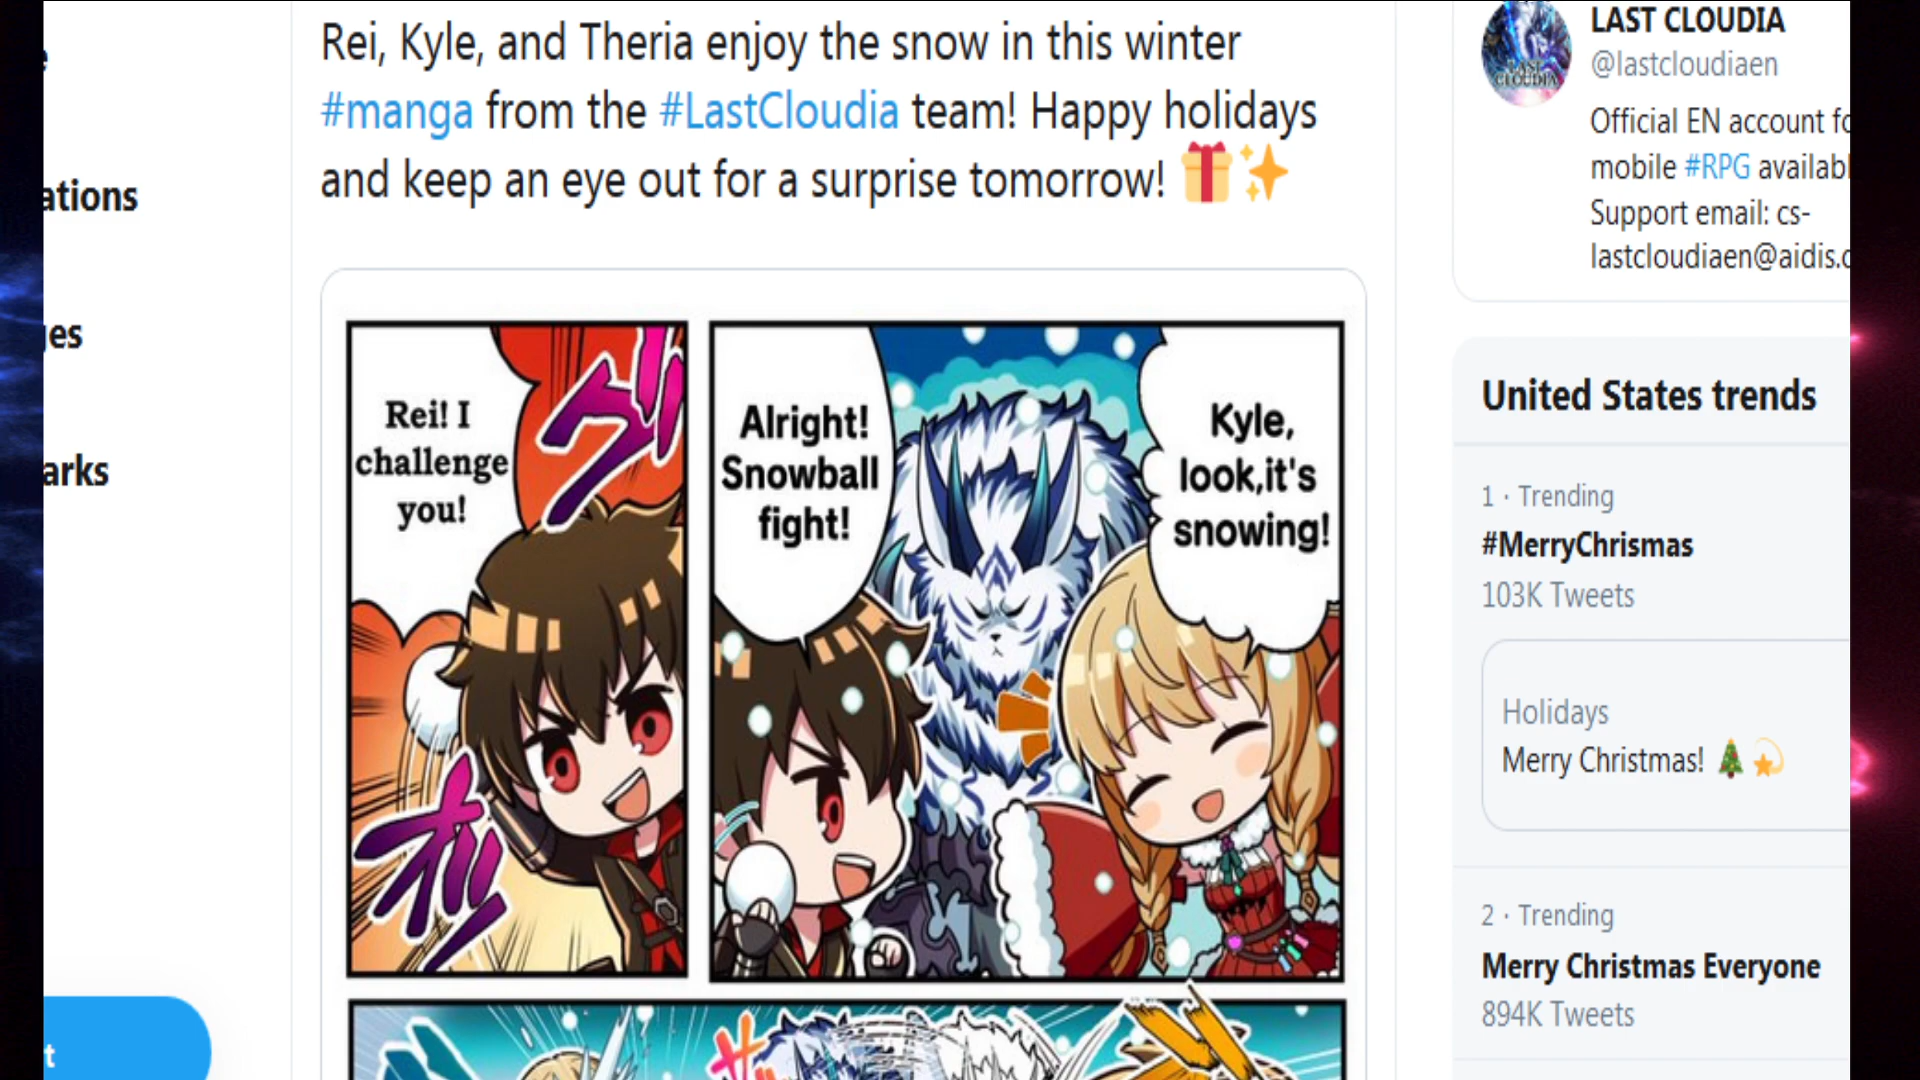 Rei, Kyle, and Theria enjoy the snow in this winter
#manga from the #LastCloudia team! Happy holidays
and keep an eye out for a surprise tomorrow! 🎁✨
Kyle,
look,it's
snowing!
Alright!
Snowball
fight!
Rei! I
challenge
you!
LAST CLOUDIA
@lastcloudiaen
Official EN account fo
mobile #RPG availabl
Support email: cs-
lastcloudiaen@aidis.c
United States trends
1 · Trending
#MerryChrismas
103K Tweets
Holidays
Merry Christmas! 🎄💫
2 · Trending
Merry Christmas Everyone
894K Tweets
ations
es
arks
t